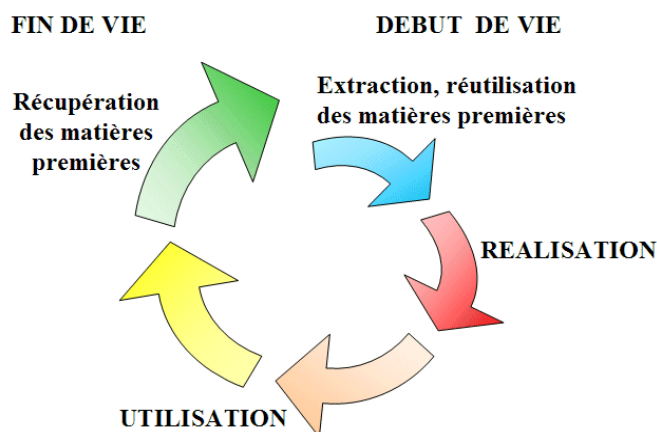 FIN DE VIE
DEBUT DE VIE
Récupération
des matières
premières
Extraction, réutilisation
des matières premières
REALISATION
UTILISATION